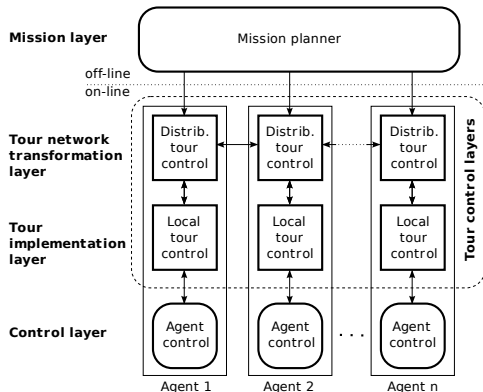 Mission layer
Mission planner
off-line
on-line
Tour network
transformation
layer
Distrib.
tour
control
Distrib.
tour
control
Distrib.
tour
control
Tour control layers
Tour
implementation
layer
Local
tour
control
Local
tour
control
Local
tour
control
Control layer
Agent
control
Agent
control
. . .
Agent
control
Agent 1
Agent 2
Agent n